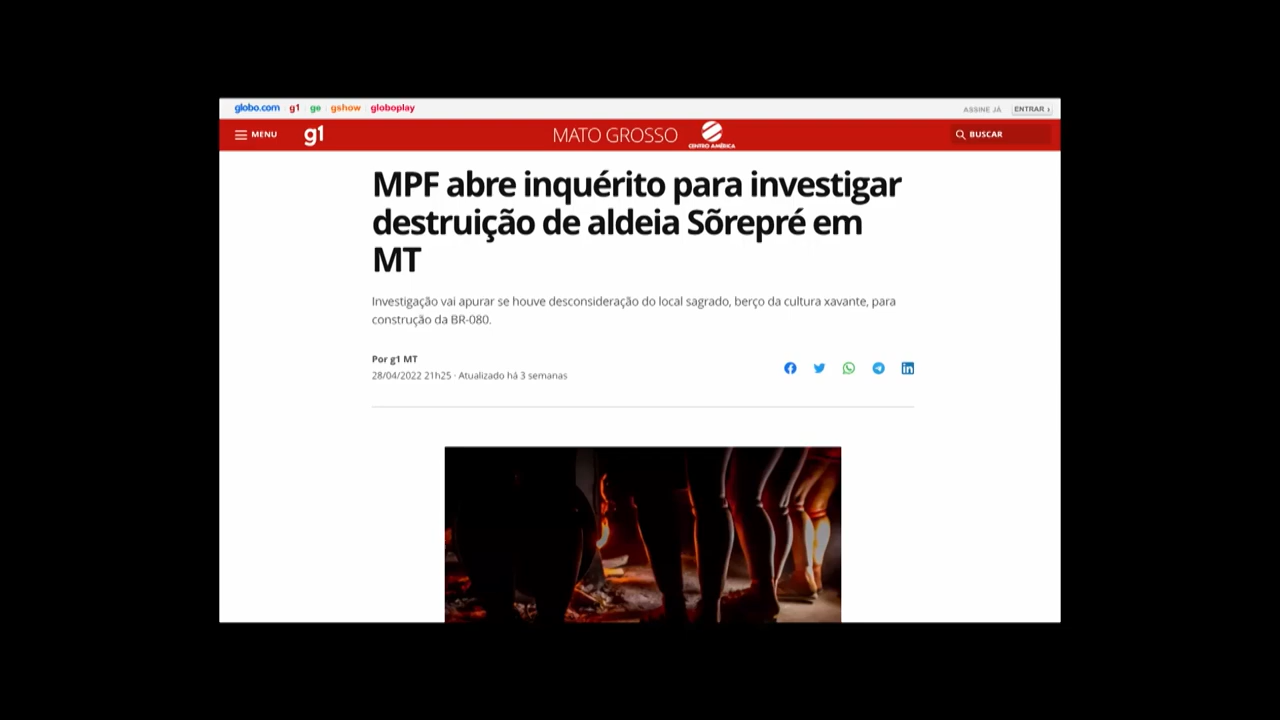 globo.com g1 ge gshow globoplay ASSINE JÁ ENTRAR ›
MENU g1 MATO GROSSO CENTRO AMÉRICA BUSCAR
MPF abre inquérito para investigar
destruição de aldeia Sõrepré em
MT
Investigação vai apurar se houve desconsideração do local sagrado, berço da cultura xavante, para
construção da BR-080.
Por g1 MT
28/04/2022 21h25 · Atualizado há 3 semanas